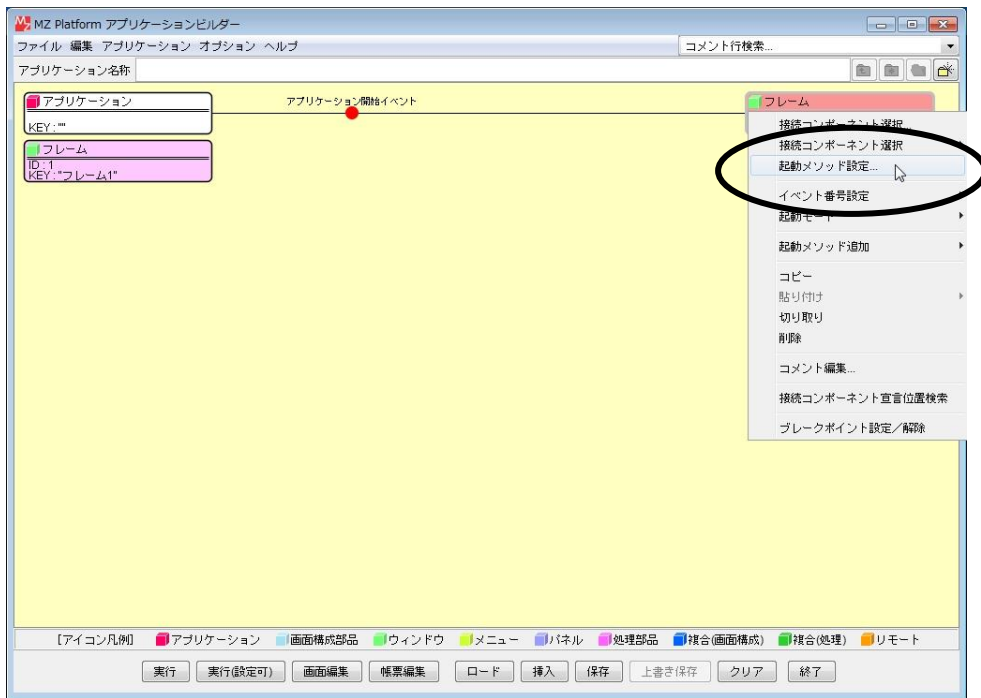 MZ Platform アプリケーションビルダー
ファイル 編集 アプリケーション オプション ヘルプ コメント行検索...
アプリケーション名称
アプリケーション
KEY : ""
アプリケーション開始イベント
フレーム
フレーム
ID : 1
KEY : "フレーム1"
接続コンポーネント選択...
接続コンポーネント選択
起動メソッド設定...
イベント番号設定
起動モード
起動メソッド追加
コピー
貼り付け
切り取り
削除
コメント編集...
接続コンポーネント宣言位置検索
ブレークポイント設定/解除
[アイコン凡例] アプリケーション 画面構成部品 ウィンドウ メニュー パネル 処理部品 複合(画面構成) 複合(処理) リモート
実行 実行(設定可) 画面編集 帳票編集 ロード 挿入 保存 上書き保存 クリア 終了